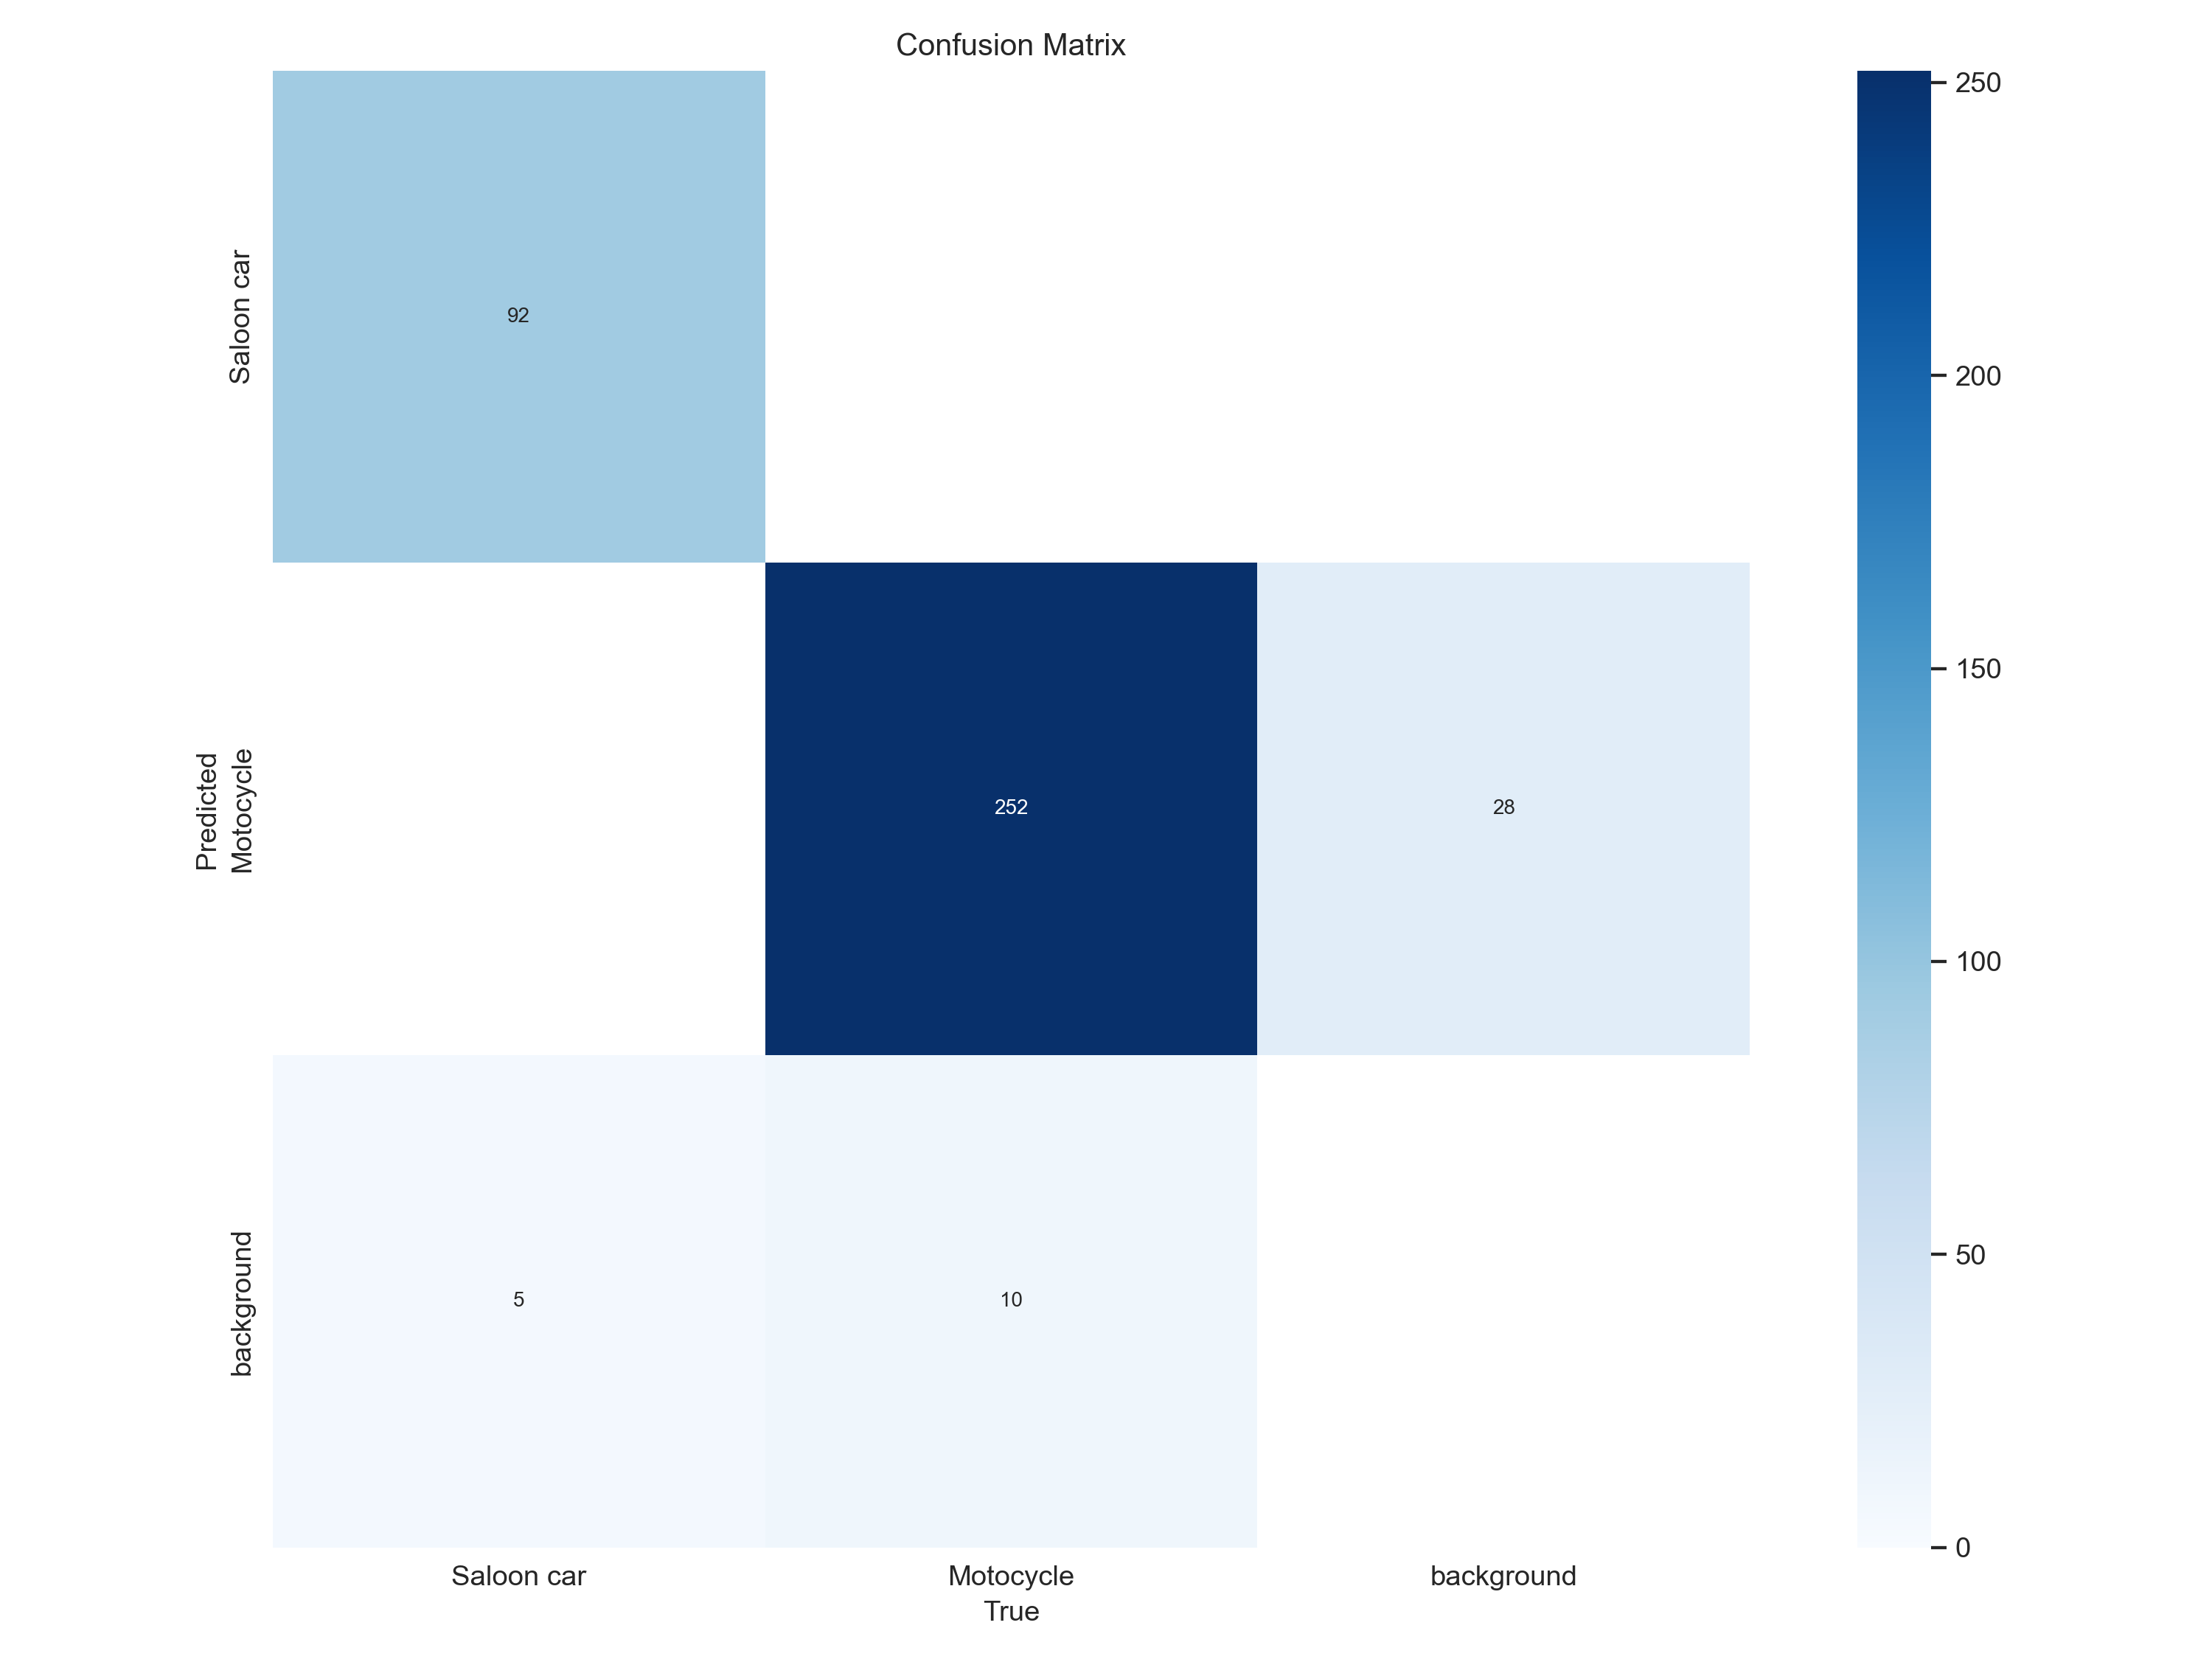 Confusion Matrix
250
200
150
100
50
0
Saloon car
Motocycle
background
Predicted
92
252
28
5
10
Saloon car
Motocycle
background
True